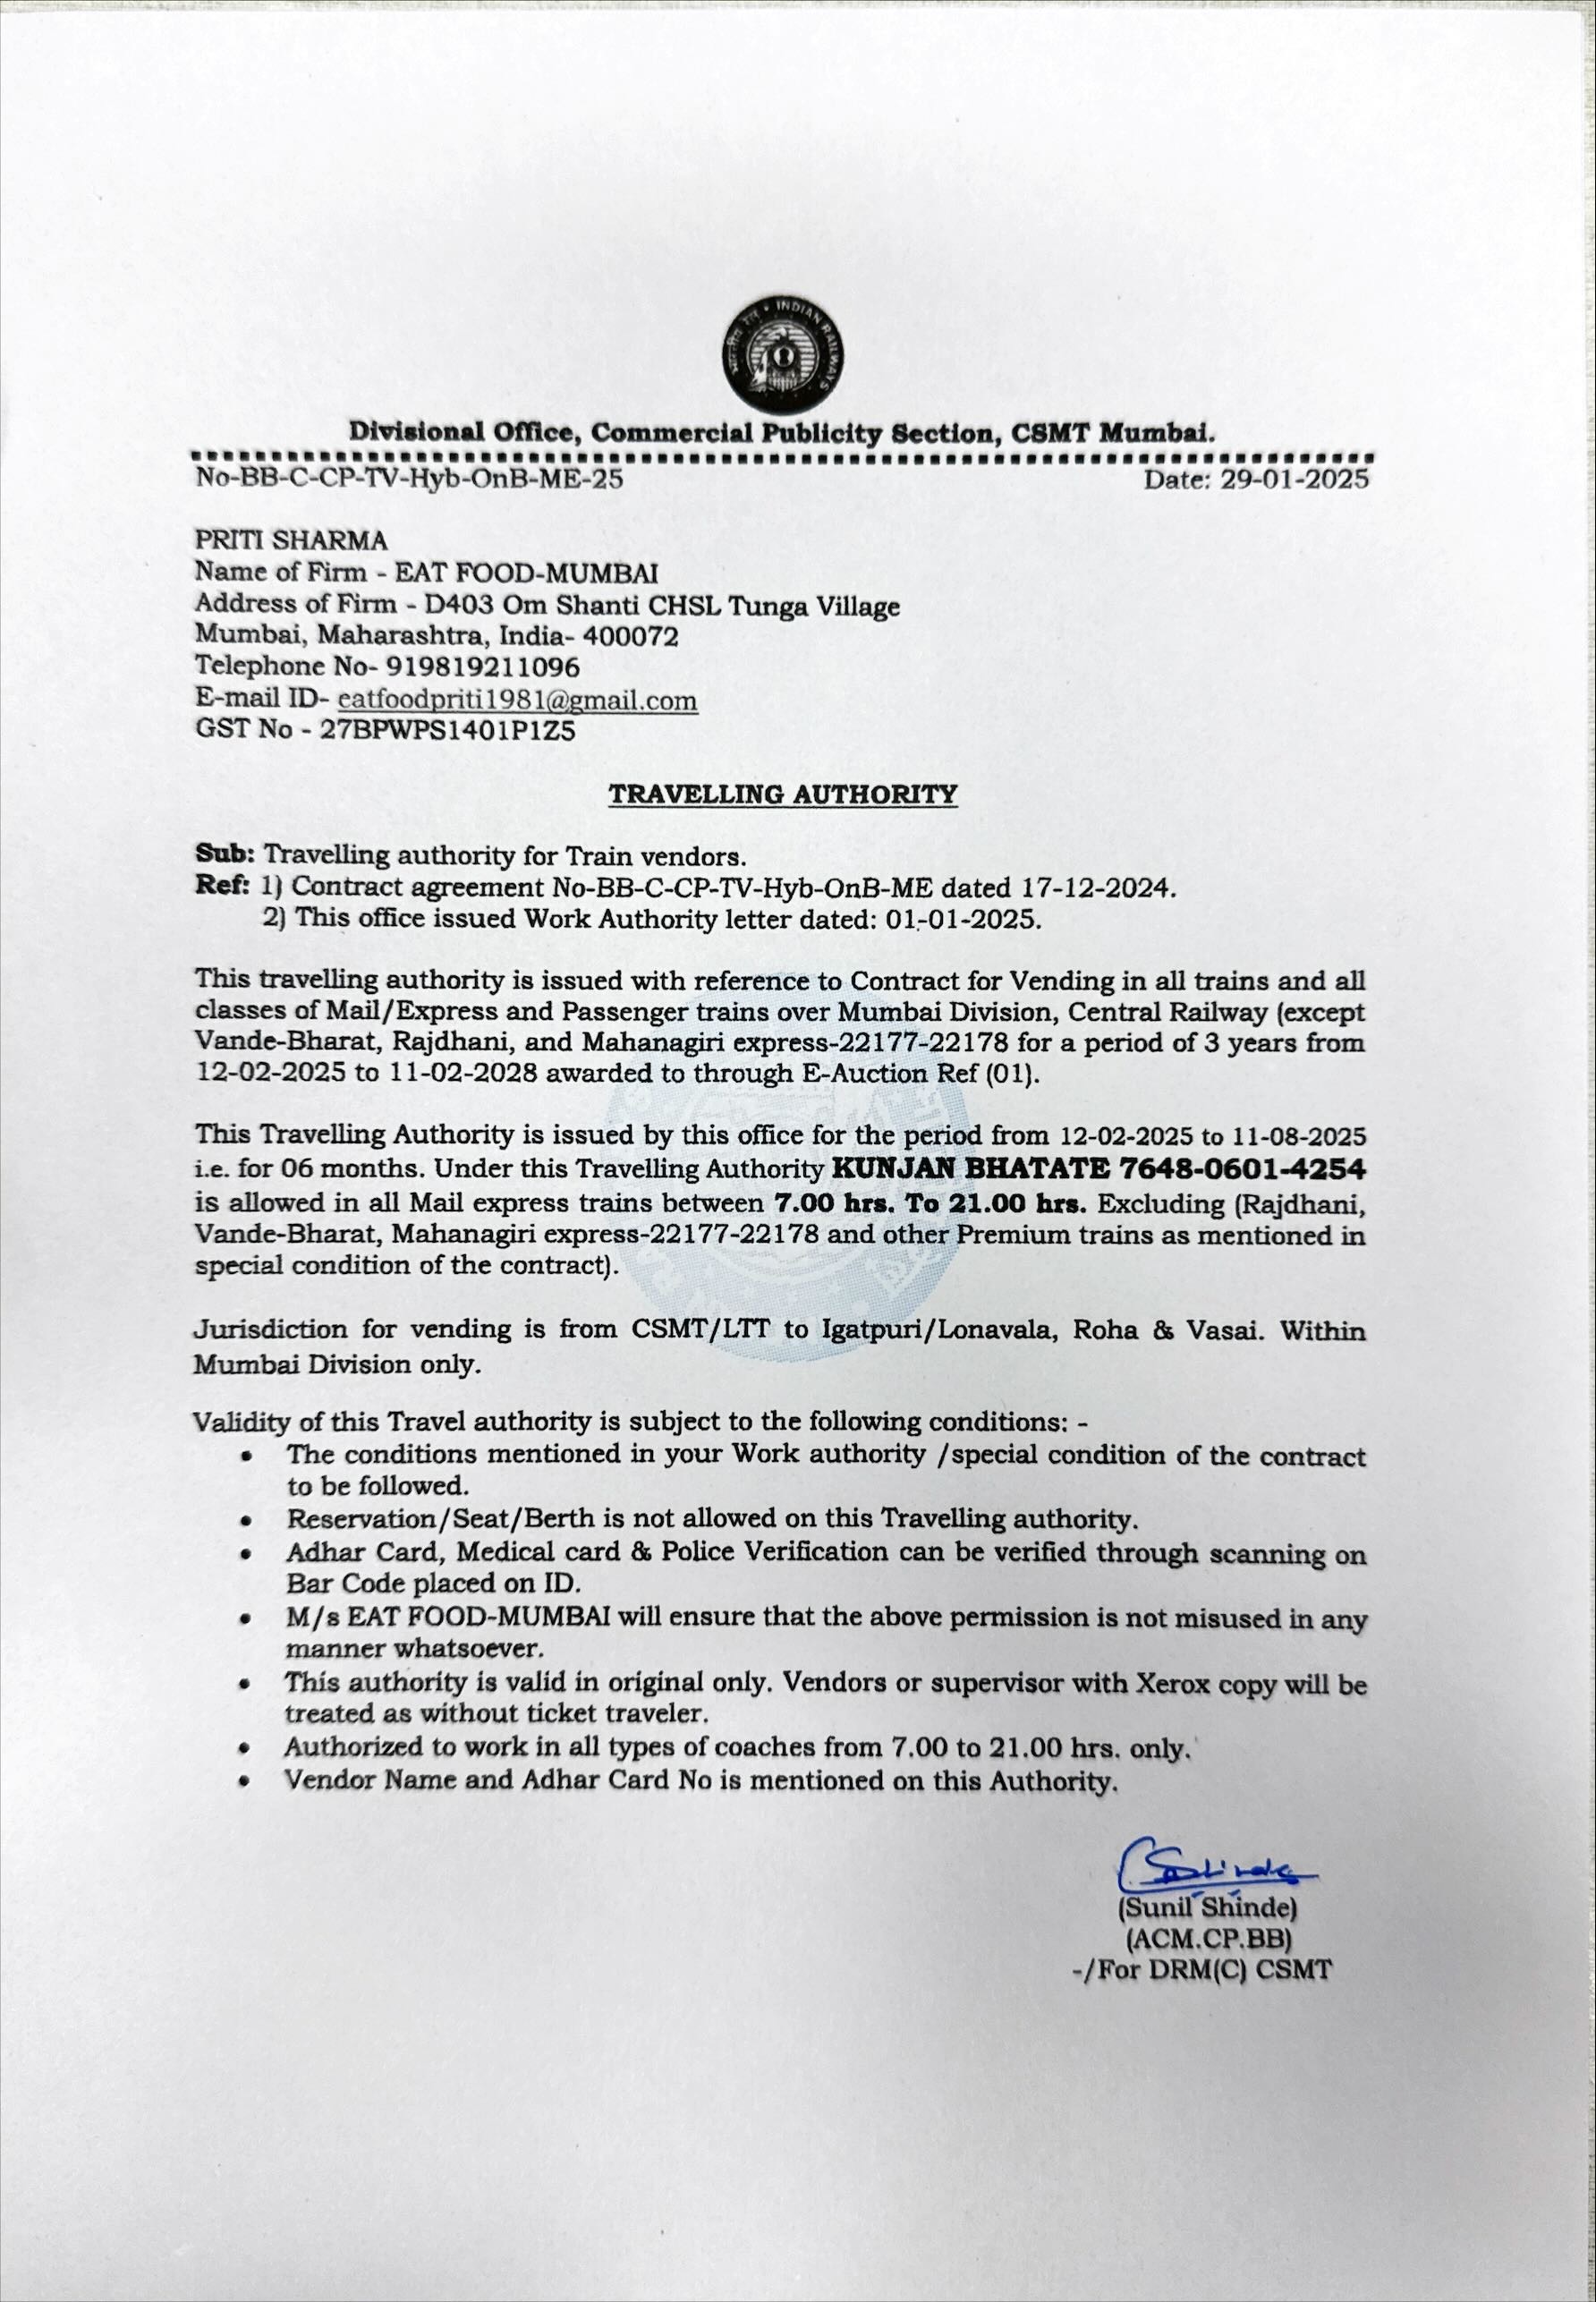 भारतीय रेल • INDIAN RAILWAYS
Divisional Office, Commercial Publicity Section, CSMT Mumbai.
No-BB-C-CP-TV-Hyb-OnB-ME-25 Date: 29-01-2025
PRITI SHARMA
Name of Firm - EAT FOOD-MUMBAI
Address of Firm - D403 Om Shanti CHSL Tunga Village
Mumbai, Maharashtra, India- 400072
Telephone No- 919819211096
E-mail ID- eatfoodpriti1981@gmail.com
GST No - 27BPWPS1401P1Z5
TRAVELLING AUTHORITY
Sub: Travelling authority for Train vendors.
Ref: 1) Contract agreement No-BB-C-CP-TV-Hyb-OnB-ME dated 17-12-2024.
2) This office issued Work Authority letter dated: 01-01-2025.
This travelling authority is issued with reference to Contract for Vending in all trains and all
classes of Mail/Express and Passenger trains over Mumbai Division, Central Railway (except
Vande-Bharat, Rajdhani, and Mahanagiri express-22177-22178 for a period of 3 years from
12-02-2025 to 11-02-2028 awarded to through E-Auction Ref (01).
This Travelling Authority is issued by this office for the period from 12-02-2025 to 11-08-2025
i.e. for 06 months. Under this Travelling Authority KUNJAN BHATATE 7648-0601-4254
is allowed in all Mail express trains between 7.00 hrs. To 21.00 hrs. Excluding (Rajdhani,
Vande-Bharat, Mahanagiri express-22177-22178 and other Premium trains as mentioned in
special condition of the contract).
Jurisdiction for vending is from CSMT/LTT to Igatpuri/Lonavala, Roha & Vasai. Within
Mumbai Division only.
Validity of this Travel authority is subject to the following conditions: -
• The conditions mentioned in your Work authority /special condition of the contract
to be followed.
• Reservation/Seat/Berth is not allowed on this Travelling authority.
• Adhar Card, Medical card & Police Verification can be verified through scanning on
Bar Code placed on ID.
• M/s EAT FOOD-MUMBAI will ensure that the above permission is not misused in any
manner whatsoever.
• This authority is valid in original only. Vendors or supervisor with Xerox copy will be
treated as without ticket traveler.
• Authorized to work in all types of coaches from 7.00 to 21.00 hrs. only.
• Vendor Name and Adhar Card No is mentioned on this Authority.
(Sunil Shinde)
(ACM.CP.BB)
-/For DRM(C) CSMT